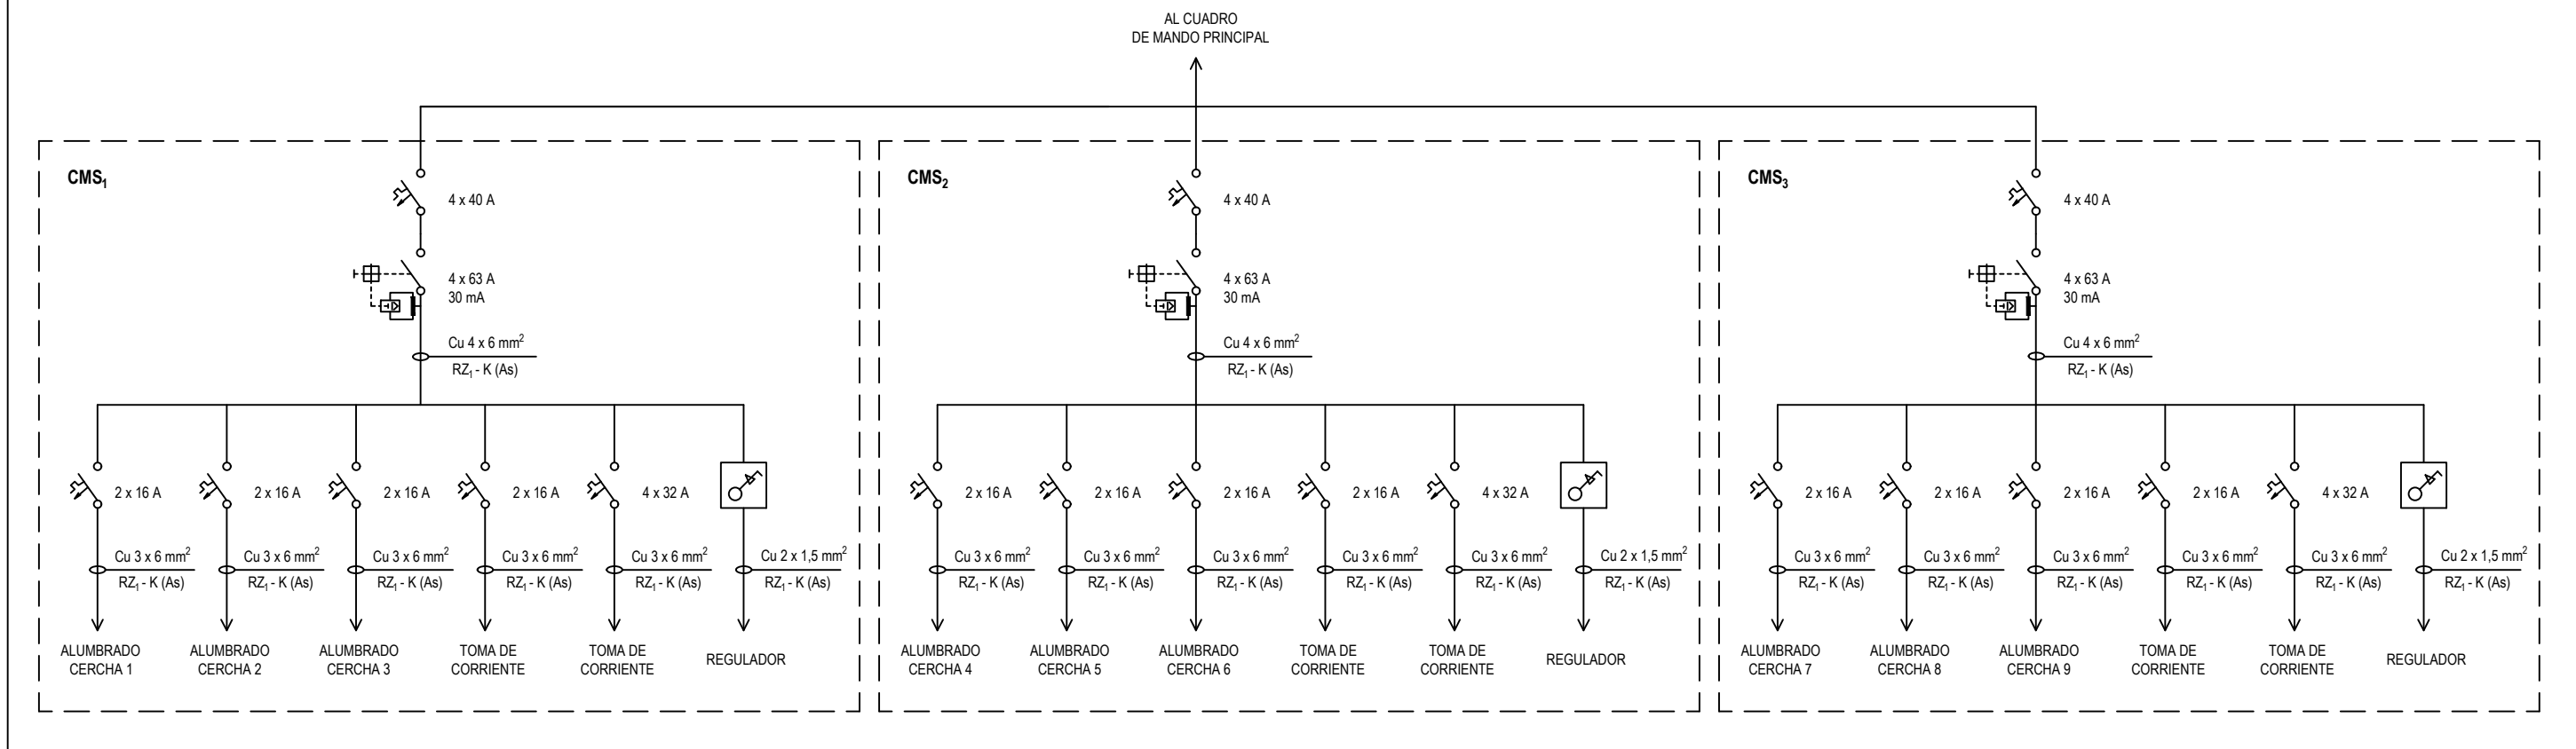 AL CUADRO
DE MANDO PRINCIPAL
CMS₁
4 x 40 A
4 x 63 A
30 mA
Cu 4 x 6 mm²
RZ₁ - K (As)
2 x 16 A
2 x 16 A
2 x 16 A
2 x 16 A
4 x 32 A
Cu 3 x 6 mm²
RZ₁ - K (As)
Cu 3 x 6 mm²
RZ₁ - K (As)
Cu 3 x 6 mm²
RZ₁ - K (As)
Cu 3 x 6 mm²
RZ₁ - K (As)
Cu 3 x 6 mm²
RZ₁ - K (As)
Cu 2 x 1,5 mm²
RZ₁ - K (As)
ALUMBRADO
CERCHA 1
ALUMBRADO
CERCHA 2
ALUMBRADO
CERCHA 3
TOMA DE
CORRIENTE
TOMA DE
CORRIENTE
REGULADOR
CMS₂
4 x 40 A
4 x 63 A
30 mA
Cu 4 x 6 mm²
RZ₁ - K (As)
2 x 16 A
2 x 16 A
2 x 16 A
2 x 16 A
4 x 32 A
Cu 3 x 6 mm²
RZ₁ - K (As)
Cu 3 x 6 mm²
RZ₁ - K (As)
Cu 3 x 6 mm²
RZ₁ - K (As)
Cu 3 x 6 mm²
RZ₁ - K (As)
Cu 3 x 6 mm²
RZ₁ - K (As)
Cu 2 x 1,5 mm²
RZ₁ - K (As)
ALUMBRADO
CERCHA 4
ALUMBRADO
CERCHA 5
ALUMBRADO
CERCHA 6
TOMA DE
CORRIENTE
TOMA DE
CORRIENTE
REGULADOR
CMS₃
4 x 40 A
4 x 63 A
30 mA
Cu 4 x 6 mm²
RZ₁ - K (As)
2 x 16 A
2 x 16 A
2 x 16 A
2 x 16 A
4 x 32 A
Cu 3 x 6 mm²
RZ₁ - K (As)
Cu 3 x 6 mm²
RZ₁ - K (As)
Cu 3 x 6 mm²
RZ₁ - K (As)
Cu 3 x 6 mm²
RZ₁ - K (As)
Cu 3 x 6 mm²
RZ₁ - K (As)
Cu 2 x 1,5 mm²
RZ₁ - K (As)
ALUMBRADO
CERCHA 7
ALUMBRADO
CERCHA 8
ALUMBRADO
CERCHA 9
TOMA DE
CORRIENTE
TOMA DE
CORRIENTE
REGULADOR